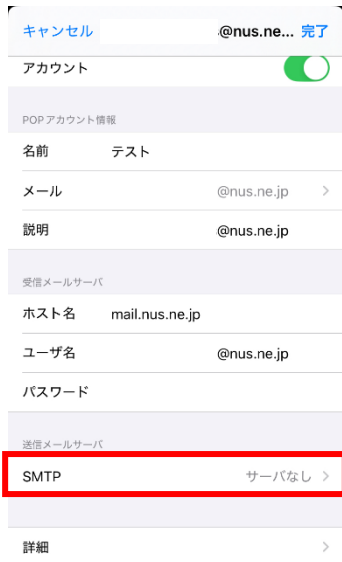 キャンセル @nus.ne... 完了
アカウント
POPアカウント情報
名前 テスト
メール @nus.ne.jp
説明 @nus.ne.jp
受信メールサーバ
ホスト名 mail.nus.ne.jp
ユーザ名 @nus.ne.jp
パスワード
送信メールサーバ
SMTP サーバなし
詳細